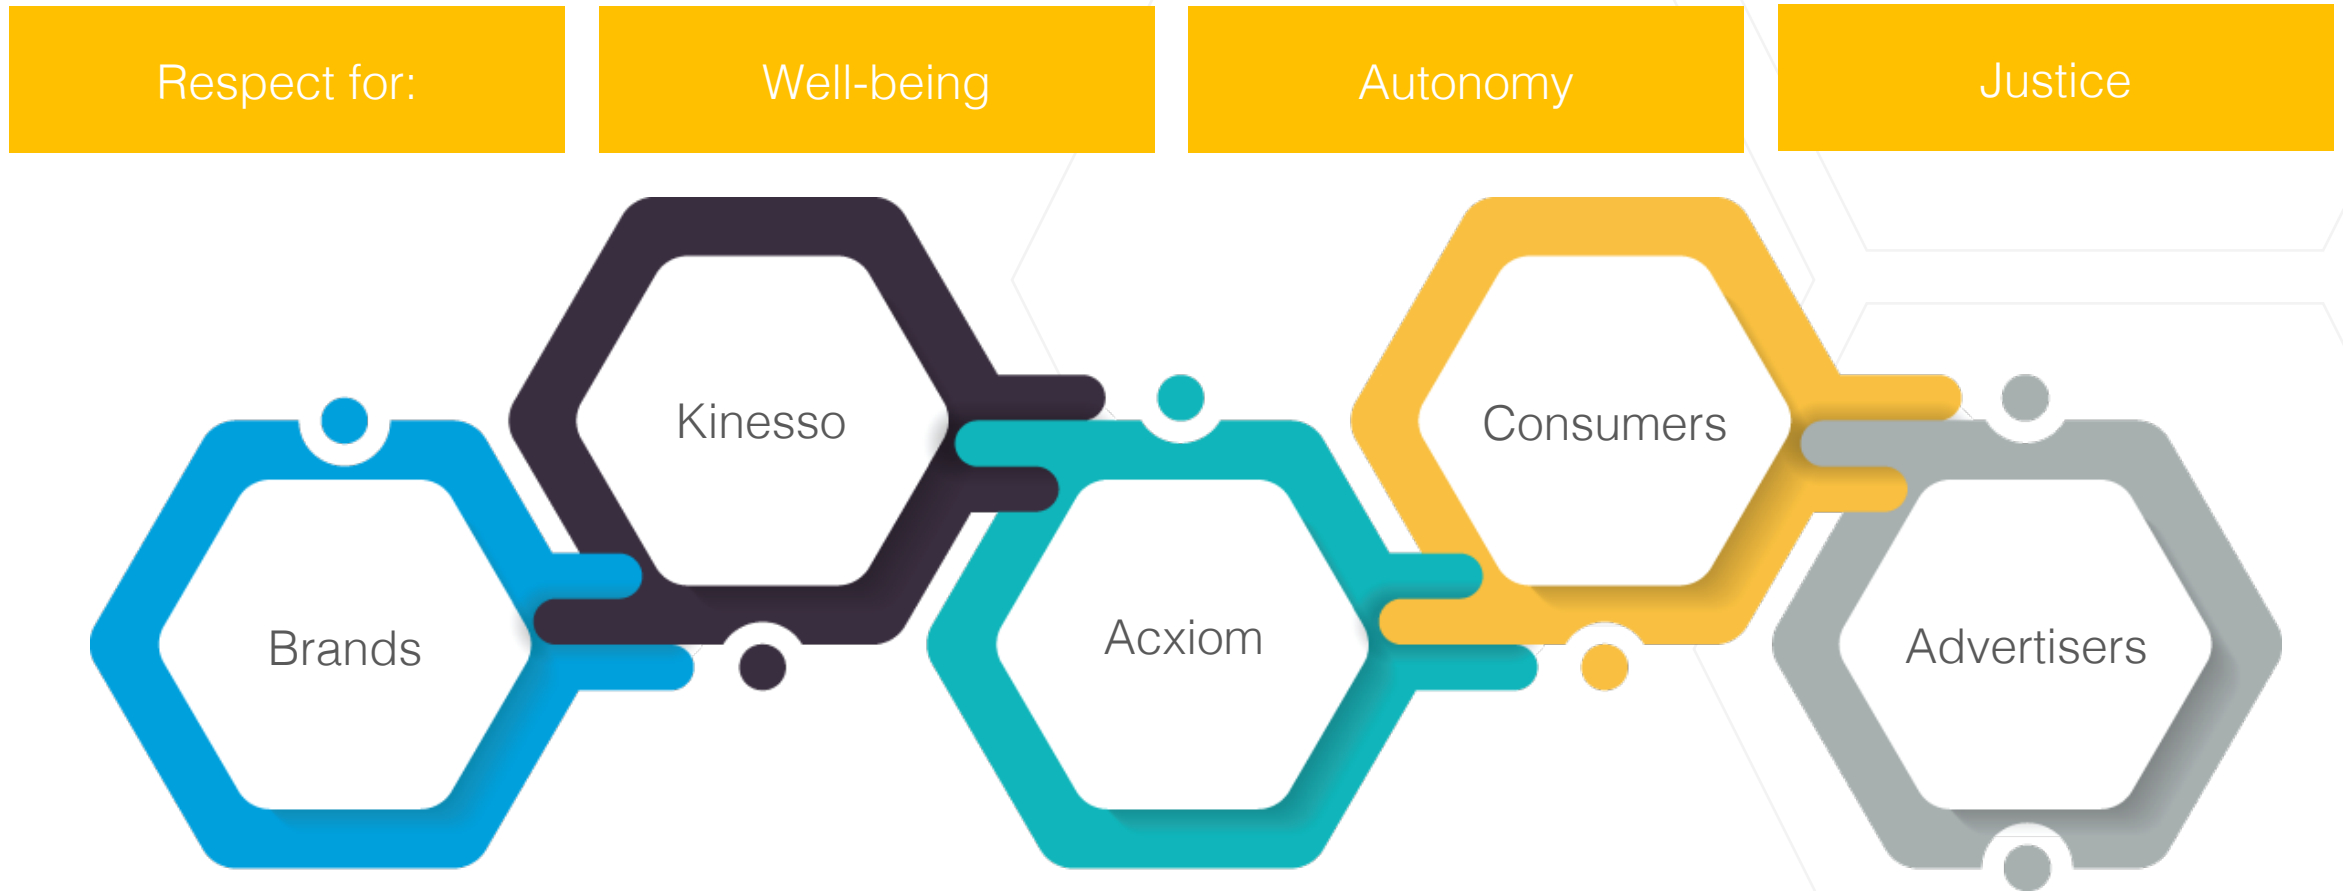 Respect for:
Well-being
Autonomy
Justice
Kinesso
Consumers
Brands
Acxiom
Advertisers